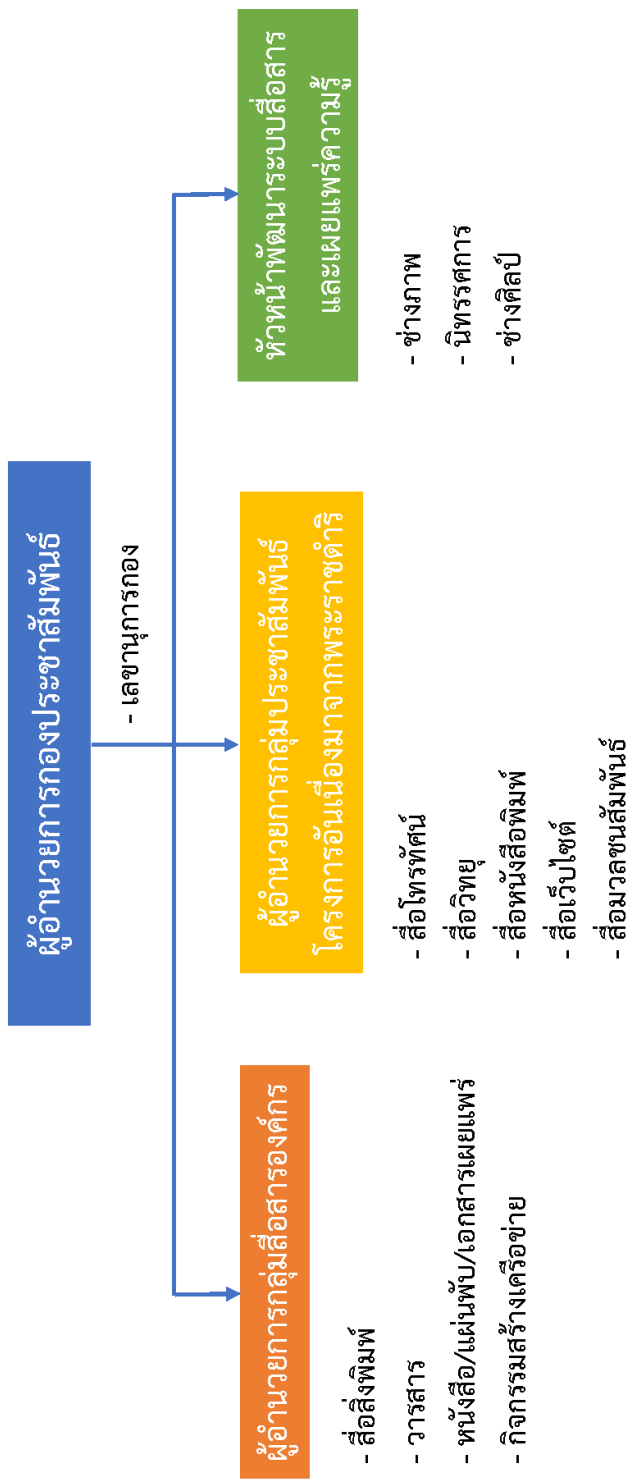 ผู้อำนวยการกองประชาสัมพันธ์
- เลขานุการกอง
ผู้อำนวยการกลุ่มสื่อสารองค์กร
- สื่อสิ่งพิมพ์
- วารสาร
- หนังสือ/แผ่นพับ/เอกสารเผยแพร่
- กิจกรรมสร้างเครือข่าย
ผู้อำนวยการกลุ่มประชาสัมพันธ์
โครงการอันเนื่องมาจากพระราชดำริ
- สื่อโทรทัศน์
- สื่อวิทยุ
- สื่อหนังสือพิมพ์
- สื่อเว็บไซต์
- สื่อมวลชนสัมพันธ์
หัวหน้าพัฒนาระบบสื่อสาร
และเผยแพร่ความรู้
- ช่างภาพ
- นิทรรศการ
- ช่างศิลป์